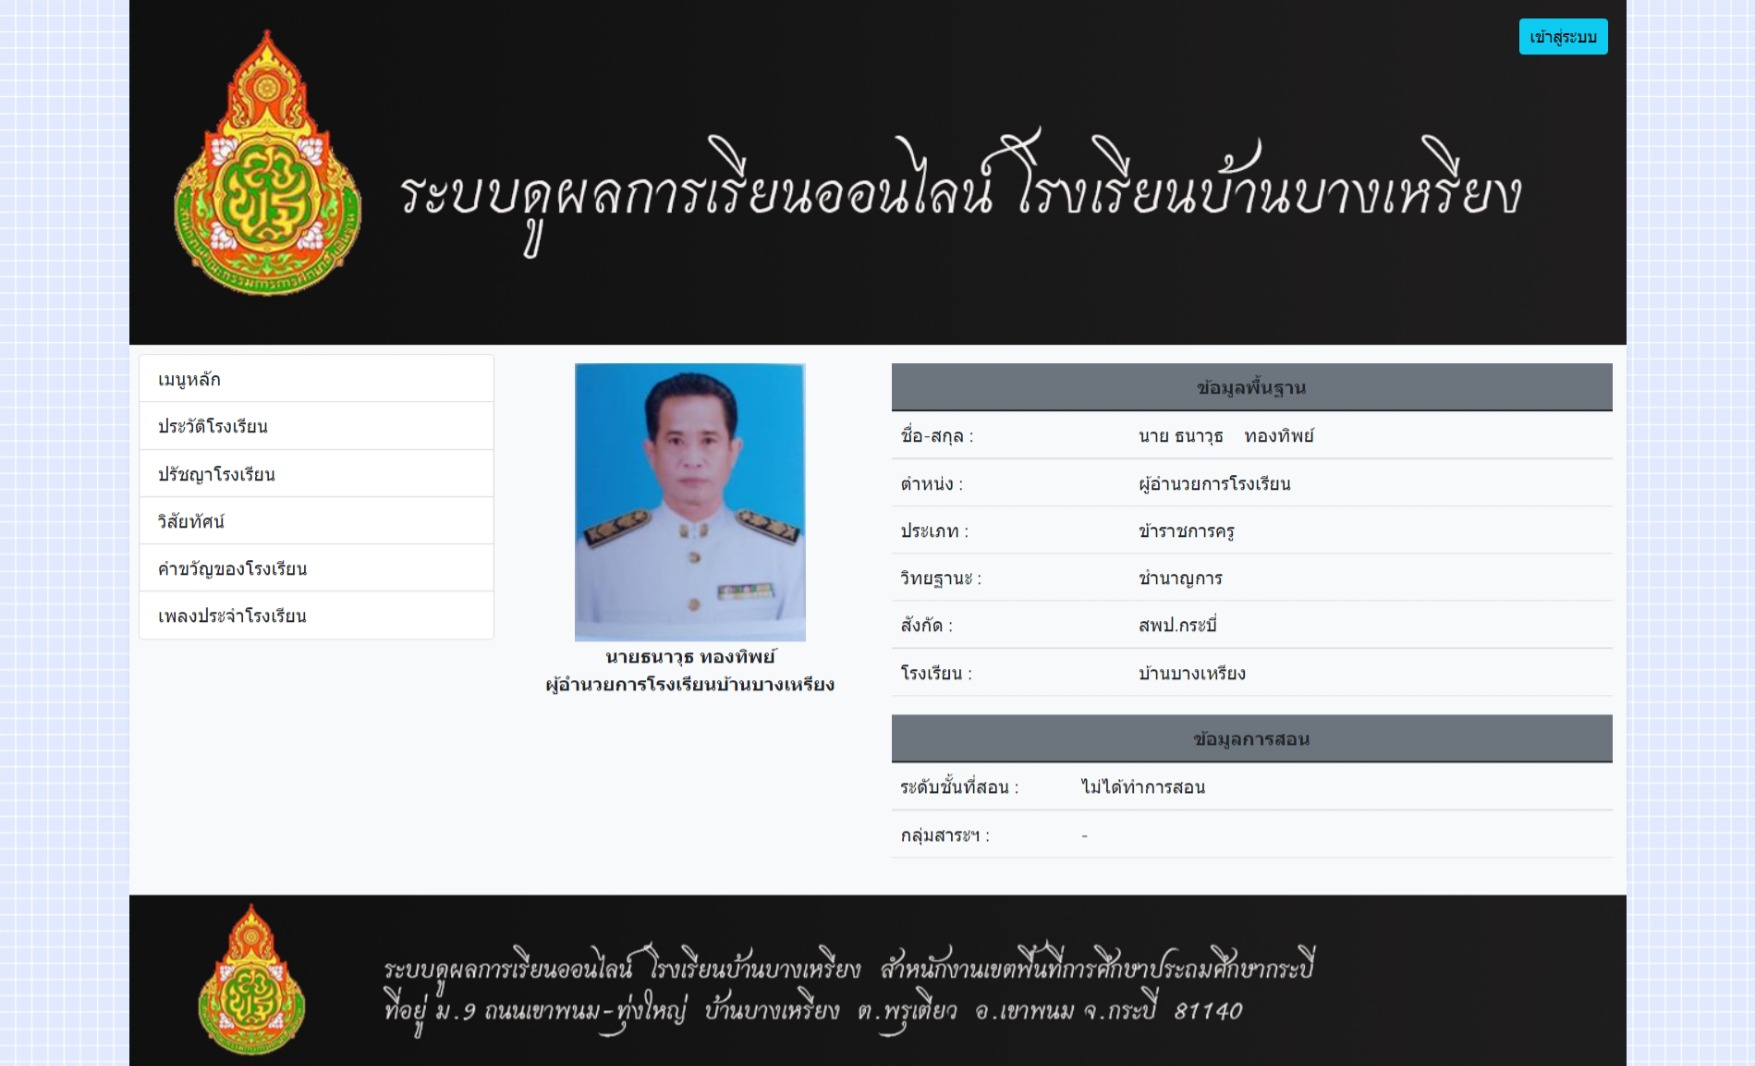 เข้าสู่ระบบ
ระบบดูผลการเรียนออนไลน์ โรงเรียนบ้านบางเหรียง
เมนูหลัก
ประวัติโรงเรียน
ปรัชญาโรงเรียน
วิสัยทัศน์
คำขวัญของโรงเรียน
เพลงประจำโรงเรียน
นายธนาวุธ ทองทิพย์
ผู้อำนวยการโรงเรียนบ้านบางเหรียง
ข้อมูลพื้นฐาน
ชื่อ-สกุล : นาย ธนาวุธ ทองทิพย์
ตำหน่ง : ผู้อำนวยการโรงเรียน
ประเภท : ข้าราชการครู
วิทยฐานะ : ชำนาญการ
สังกัด : สพป.กระบี่
โรงเรียน : บ้านบางเหรียง
ข้อมูลการสอน
ระดับชั้นที่สอน : ไม่ได้ทำการสอน
กลุ่มสาระฯ : -
ระบบดูผลการเรียนออนไลน์ โรงเรียนบ้านบางเหรียง สำหนักงานเขตพื้นที่การศึกษาประถมศึกษากระบี่
ที่อยู่ ม.9 ถนนเขาพนม-ทุ่งใหญ่ บ้านบางเหรียง ต.พรุเตียว อ.เขาพนม จ.กระบี่ 81140